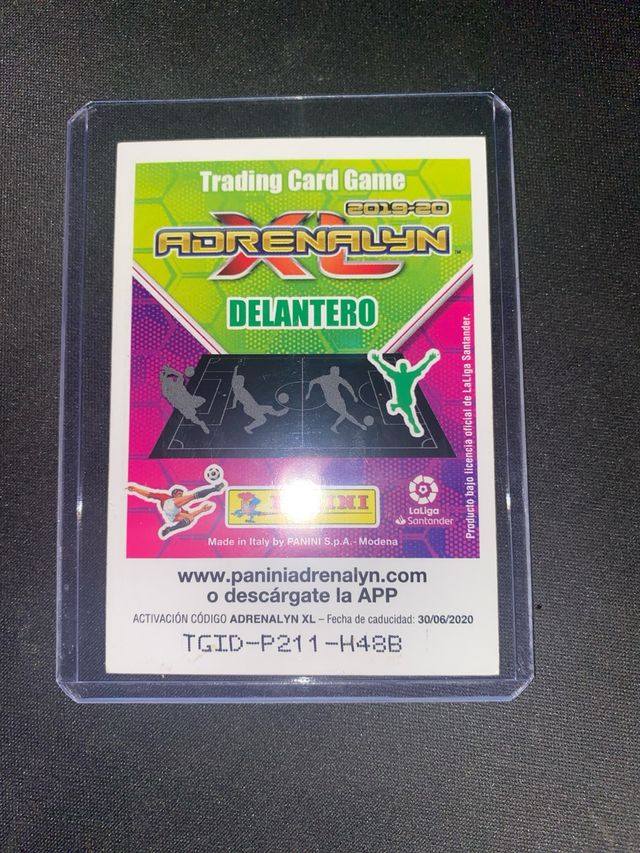 Trading Card Game
2019-20
ADRENALYN XL™
DELANTERO
Producto bajo licencia oficial de LaLiga Santander.
PANINI
LaLiga
Santander
Made in Italy by PANINI S.p.A. - Modena
www.paniniadrenalyn.com
o descárgate la APP
ACTIVACIÓN CÓDIGO ADRENALYN XL – Fecha de caducidad: 30/06/2020
TGID-P211-H48B